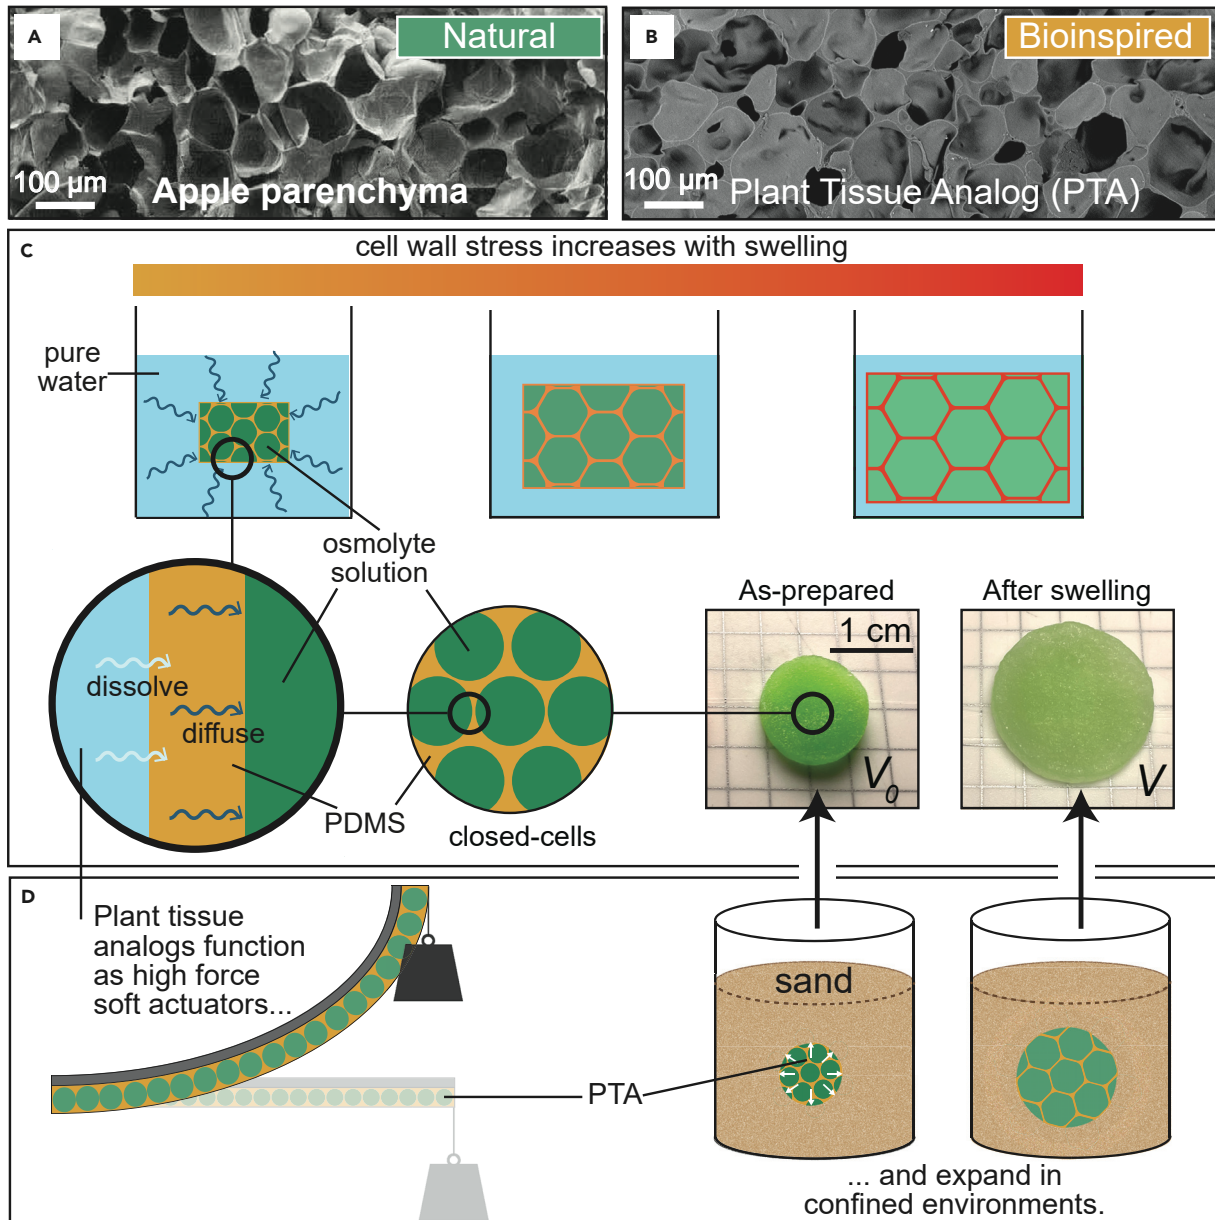 A
Natural
100 µm
Apple parenchyma
B
Bioinspired
100 µm
Plant Tissue Analog (PTA)
C
cell wall stress increases with swelling
pure
water
osmolyte
solution
dissolve
diffuse
PDMS
closed-cells
As-prepared
1 cm
V0
After swelling
V
D
Plant tissue
analogs function
as high force
soft actuators...
PTA
sand
... and expand in
confined environments.